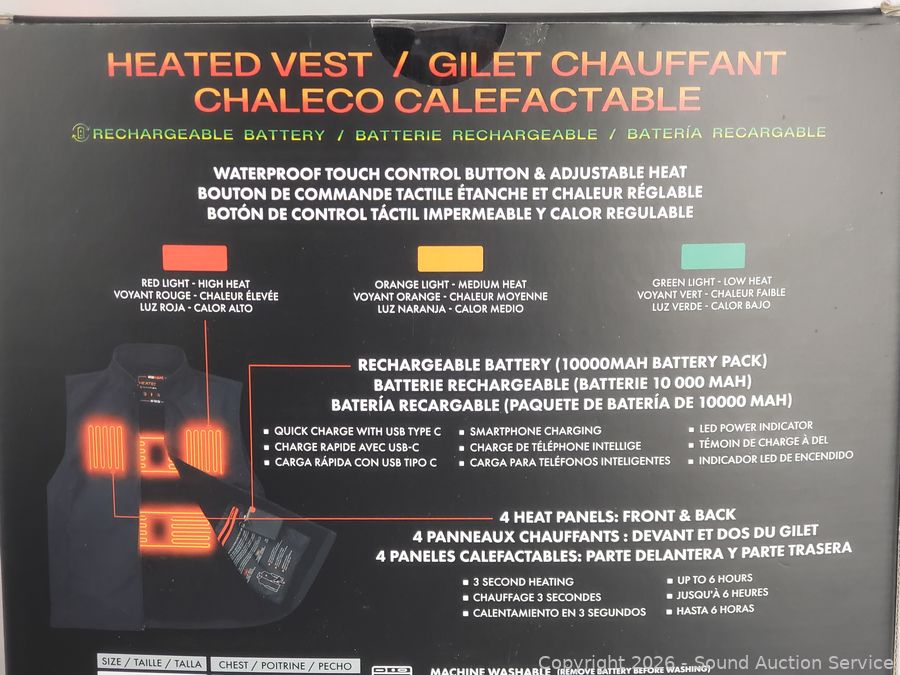 HEATED VEST / GILET CHAUFFANT
CHALECO CALEFACTABLE
RECHARGEABLE BATTERY / BATTERIE RECHARGEABLE / BATERÍA RECARGABLE
WATERPROOF TOUCH CONTROL BUTTON & ADJUSTABLE HEAT
BOUTON DE COMMANDE TACTILE ÉTANCHE ET CHALEUR RÉGLABLE
BOTÓN DE CONTROL TÁCTIL IMPERMEABLE Y CALOR REGULABLE
RED LIGHT - HIGH HEAT
VOYANT ROUGE - CHALEUR ÉLEVÉE
LUZ ROJA - CALOR ALTO
ORANGE LIGHT - MEDIUM HEAT
VOYANT ORANGE - CHALEUR MOYENNE
LUZ NARANJA - CALOR MEDIO
GREEN LIGHT - LOW HEAT
VOYANT VERT - CHALEUR FAIBLE
LUZ VERDE - CALOR BAJO
RECHARGEABLE BATTERY (10000MAH BATTERY PACK)
BATTERIE RECHARGEABLE (BATTERIE 10 000 MAH)
BATERÍA RECARGABLE (PAQUETE DE BATERÍA DE 10000 MAH)
▪ QUICK CHARGE WITH USB TYPE C
▪ CHARGE RAPIDE AVEC USB-C
▪ CARGA RÁPIDA CON USB TIPO C
▪ SMARTPHONE CHARGING
▪ CHARGE DE TÉLÉPHONE INTELLIGE
▪ CARGA PARA TELÉFONOS INTELIGENTES
▪ LED POWER INDICATOR
▪ TÉMOIN DE CHARGE À DEL
▪ INDICADOR LED DE ENCENDIDO
HEATED
4 HEAT PANELS: FRONT & BACK
4 PANNEAUX CHAUFFANTS : DEVANT ET DOS DU GILET
4 PANELES CALEFACTABLES: PARTE DELANTERA Y PARTE TRASERA
▪ 3 SECOND HEATING
▪ CHAUFFAGE 3 SECONDES
▪ CALENTAMIENTO EN 3 SEGUNDOS
▪ UP TO 6 HOURS
▪ JUSQU'À 6 HEURES
▪ HASTA 6 HORAS
SIZE / TAILLE / TALLA
CHEST / POITRINE / PECHO
MACHINE WASHABLE (REMOVE BATTERY BEFORE WASHING)
Copyright 2026 - Sound Auction Service